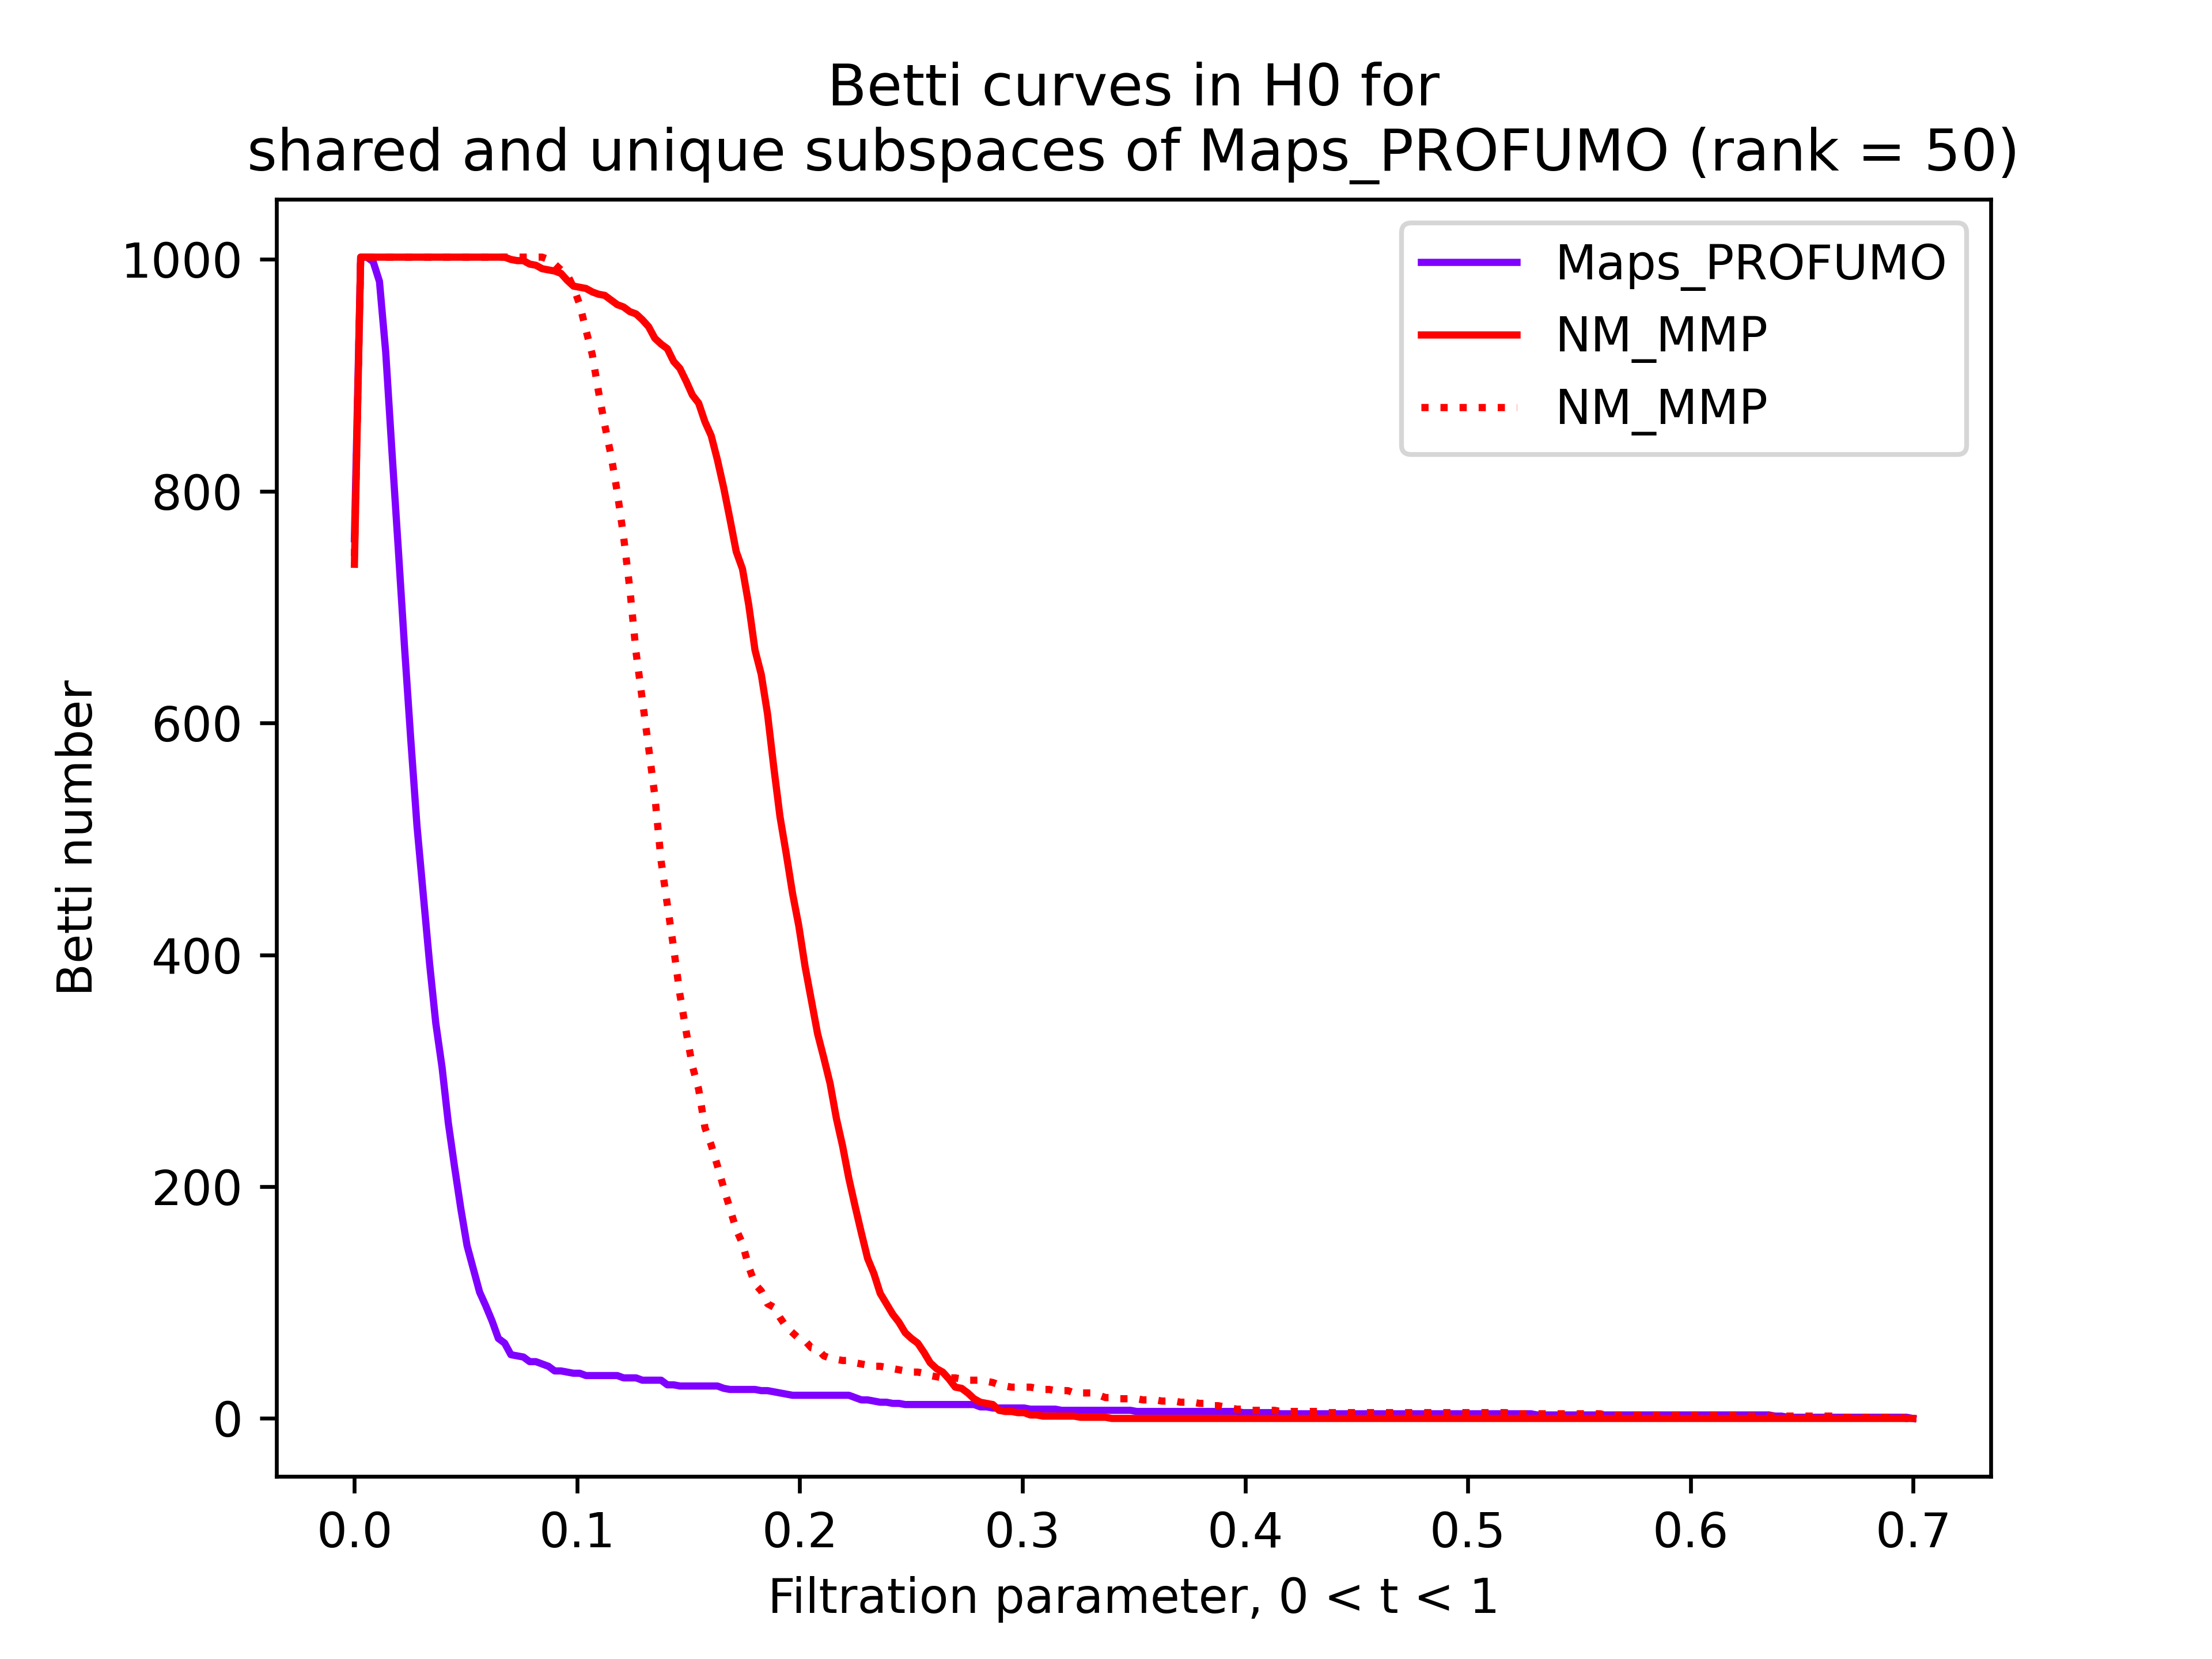 Betti curves in H0 for
shared and unique subspaces of Maps_PROFUMO (rank = 50)
Maps_PROFUMO
NM_MMP
NM_MMP
Betti number
1000
800
600
400
200
0
0.0 0.1 0.2 0.3 0.4 0.5 0.6 0.7
Filtration parameter, 0 < t < 1